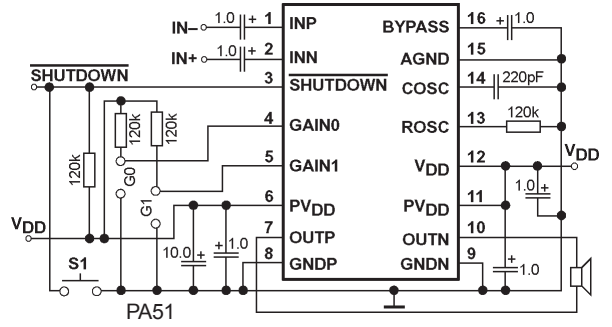 IN– 1.0 + 1 INP BYPASS 16 + 1.0
IN+ 1.0 + 2 INN AGND 15
SHUTDOWN 3 SHUTDOWN COSC 14 220pF
120k 120k 4 GAIN0 ROSC 13 120k
120k G0 G1 5 GAIN1 VDD 12 VDD
1.0 +
VDD 6 PVDD PVDD 11
10.0 + + 1.0 7 OUTP OUTN 10
S1 8 GNDP GNDN 9 + 1.0
PA51